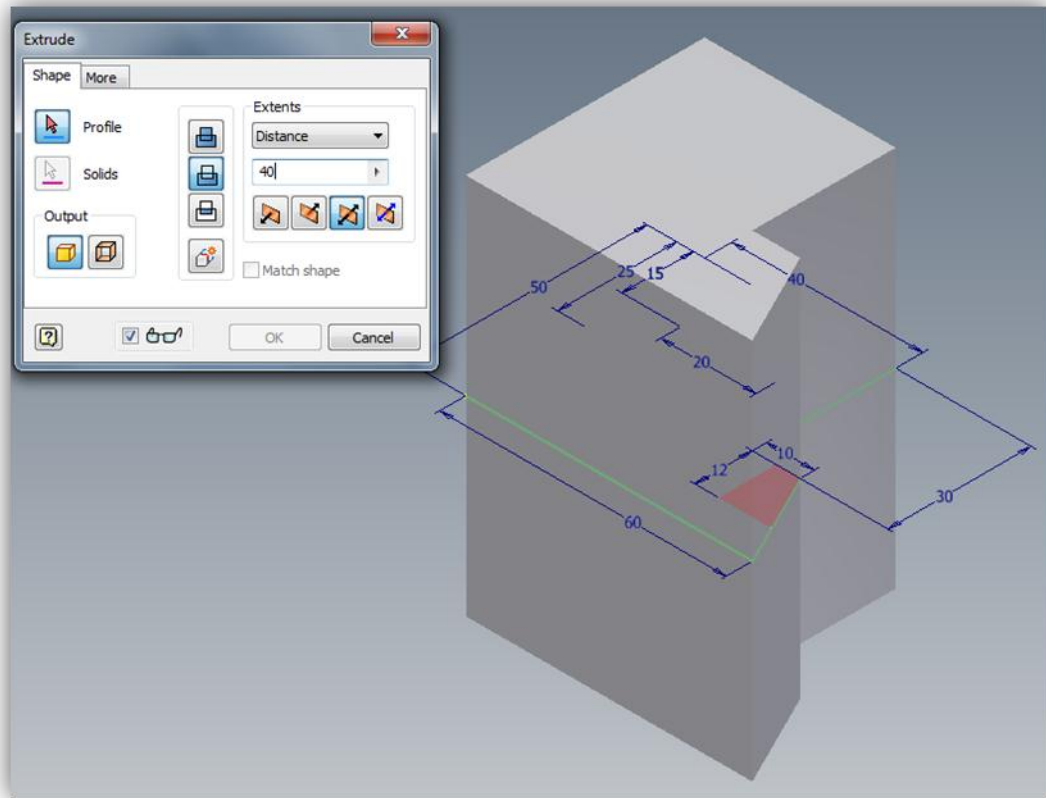 Extrude
Shape More
Profile
Solids
Output
Extents
Distance
40
Match shape
OK Cancel
50
25
15
40
20
12
10
60
30